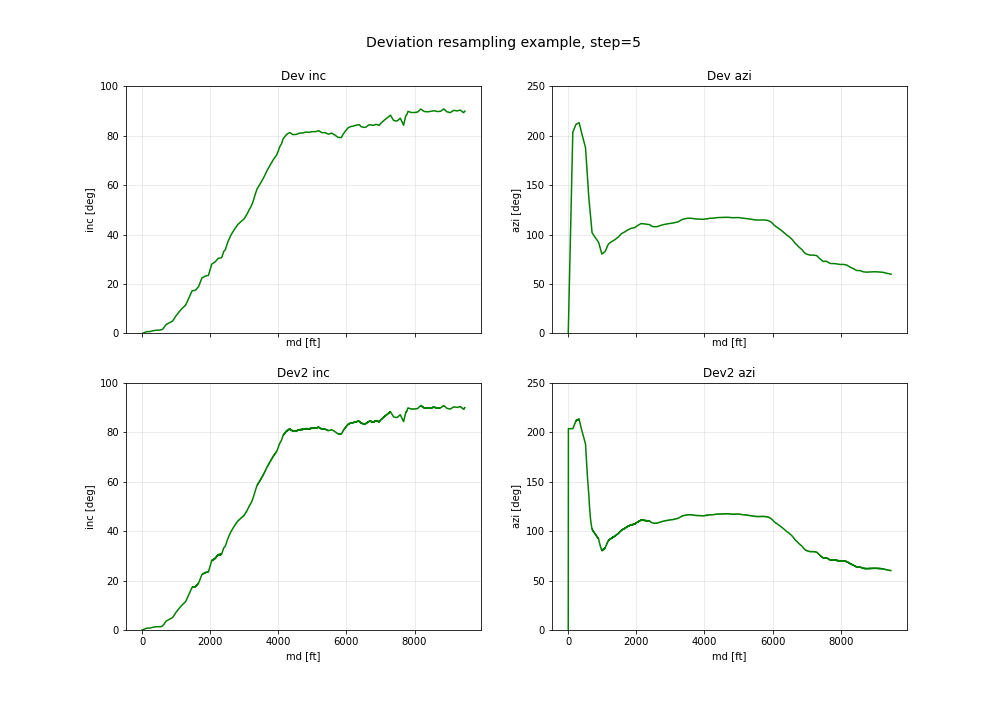 Deviation resampling example, step=5
Dev inc
100
80
60
40
20
0
inc [deg]
md [ft]
Dev azi
250
200
150
100
50
0
azi [deg]
md [ft]
Dev2 inc
100
80
60
40
20
0
inc [deg]
0 2000 4000 6000 8000
md [ft]
Dev2 azi
250
200
150
100
50
0
azi [deg]
0 2000 4000 6000 8000
md [ft]